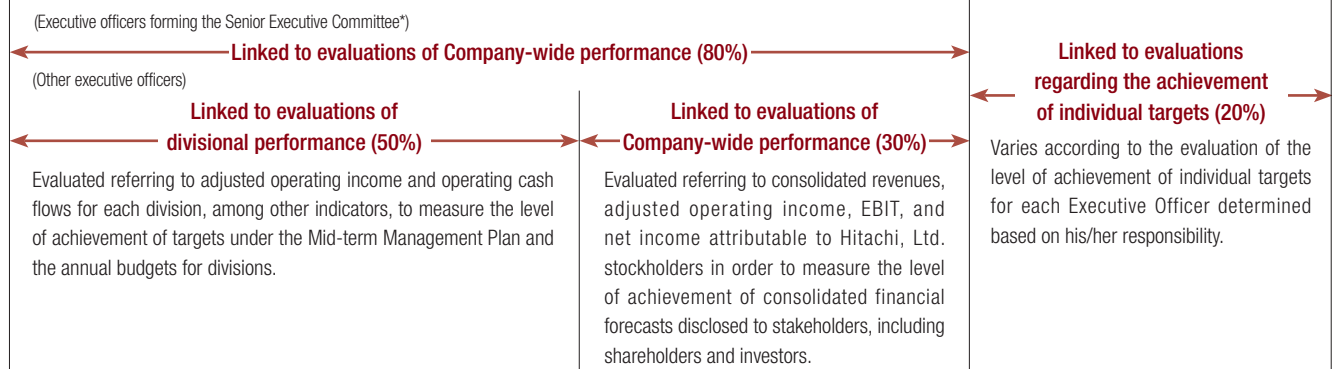 (Executive officers forming the Senior Executive Committee*)
Linked to evaluations of Company-wide performance (80%)
(Other executive officers)
Linked to evaluations of
divisional performance (50%)
Evaluated referring to adjusted operating income and operating cash
flows for each division, among other indicators, to measure the level
of achievement of targets under the Mid-term Management Plan and
the annual budgets for divisions.
Linked to evaluations of
Company-wide performance (30%)
Evaluated referring to consolidated revenues,
adjusted operating income, EBIT, and
net income attributable to Hitachi, Ltd.
stockholders in order to measure the level
of achievement of consolidated financial
forecasts disclosed to stakeholders, including
shareholders and investors.
Linked to evaluations
regarding the achievement
of individual targets (20%)
Varies according to the evaluation of the
level of achievement of individual targets
for each Executive Officer determined
based on his/her responsibility.